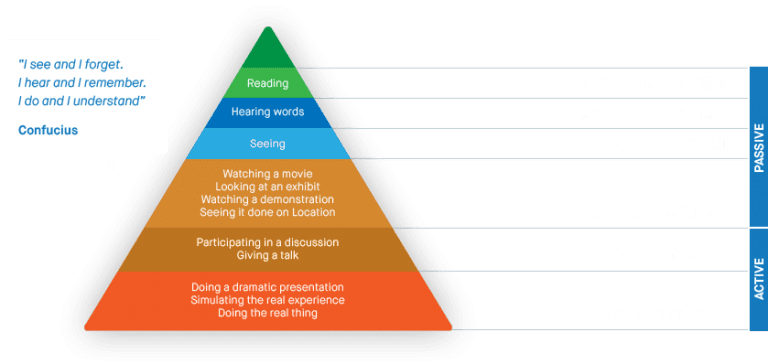 “I see and I forget.
I hear and I remember.
I do and I understand”
Confucius
Reading
Hearing words
Seeing
Watching a movie
Looking at an exhibit
Watching a demonstration
Seeing it done on Location
Participating in a discussion
Giving a talk
Doing a dramatic presentation
Simulating the real experience
Doing the real thing
PASSIVE
ACTIVE